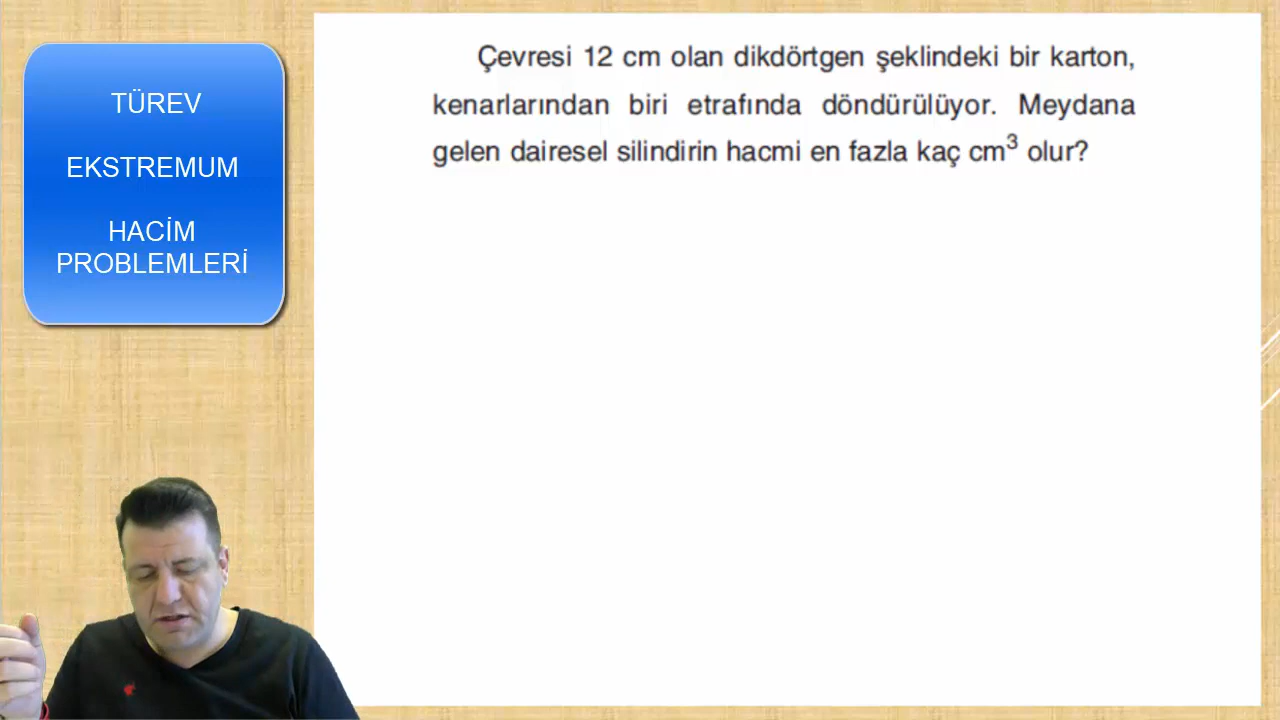 TÜREV
EKSTREMUM
HACİM
PROBLEMLERİ
Çevresi 12 cm olan dikdörtgen şeklindeki bir karton,
kenarlarından biri etrafında döndürülüyor. Meydana
gelen dairesel silindirin hacmi en fazla kaç cm³ olur?